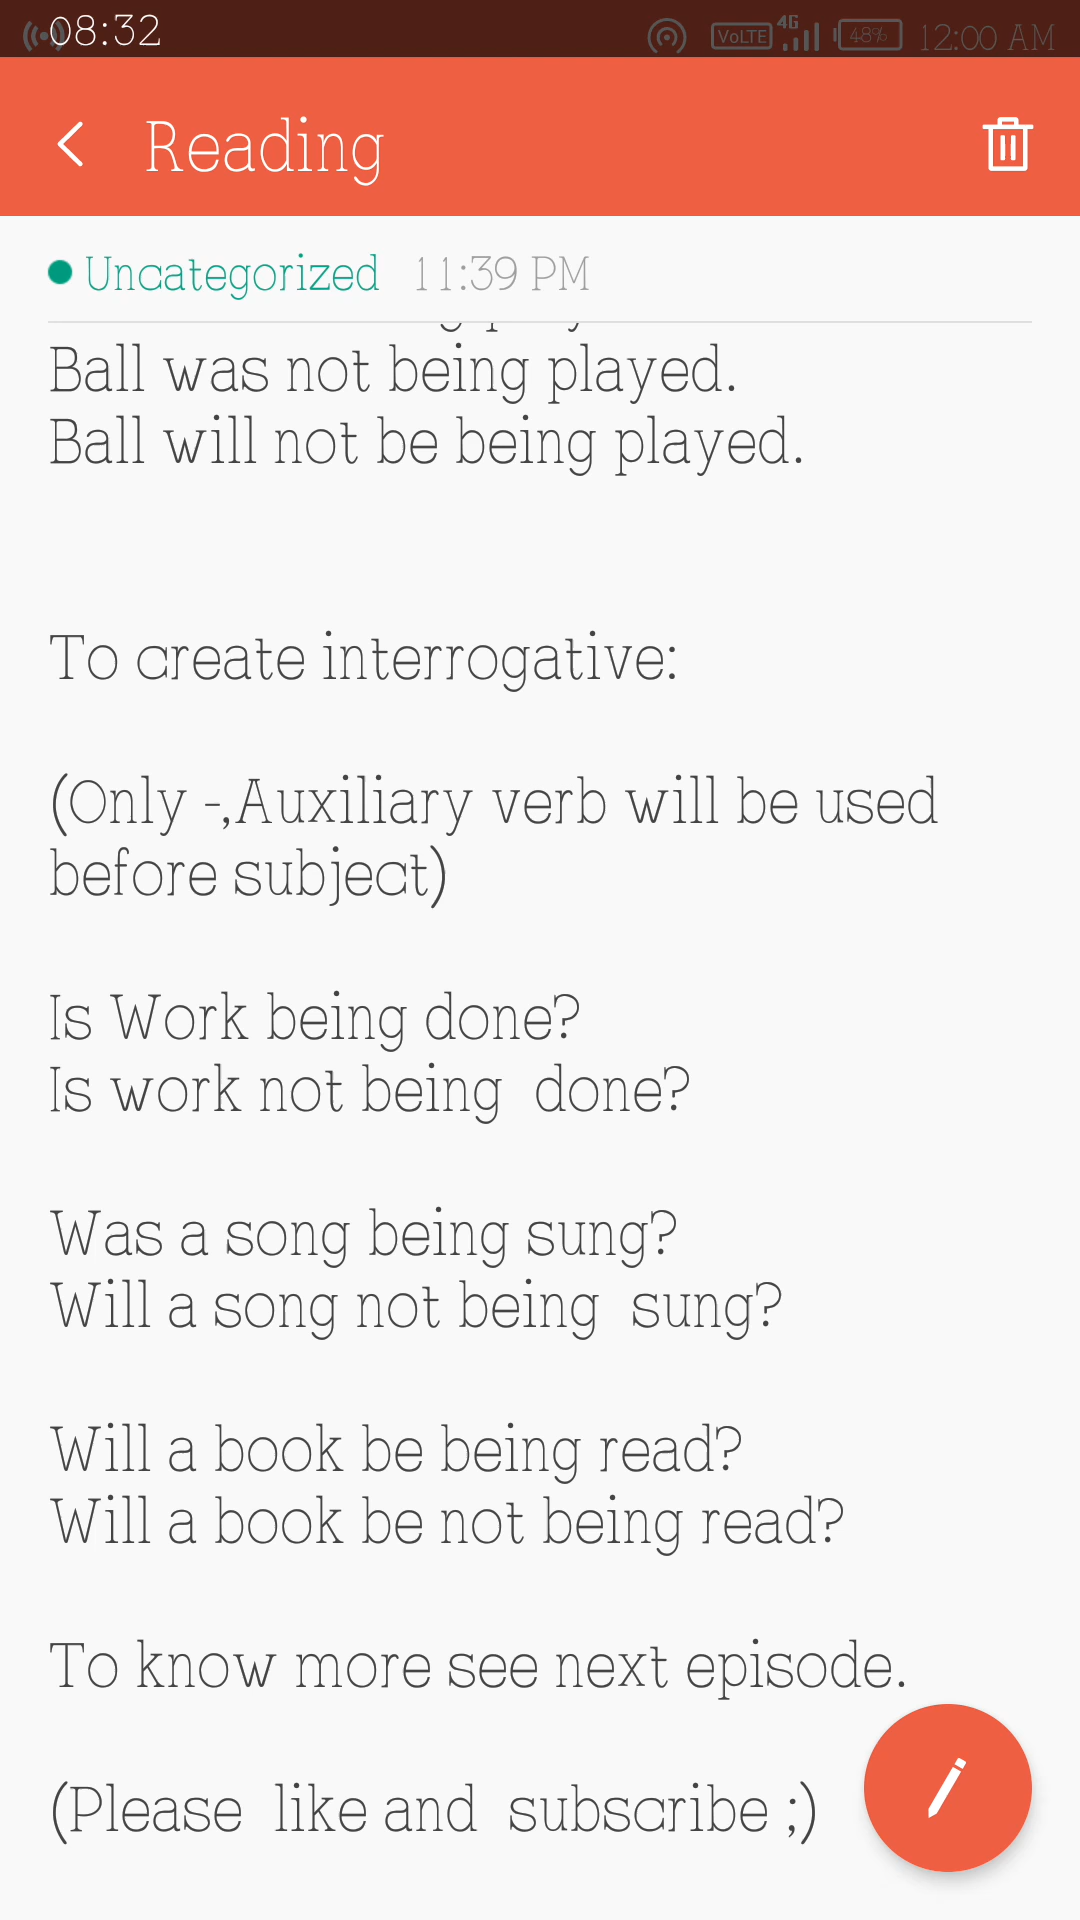 08:32 VoLTE 4G 48% 12:00 AM
Reading
Uncategorized 11:39 PM
Ball was not being played.
Ball will not be being played.
To create interrogative:
(Only -,Auxiliary verb will be used
before subject)
Is Work being done?
Is work not being  done?
Was a song being sung?
Will a song not being  sung?
Will a book be being read?
Will a book be not being read?
To know more see next episode.
(Please  like and  subscribe ;)